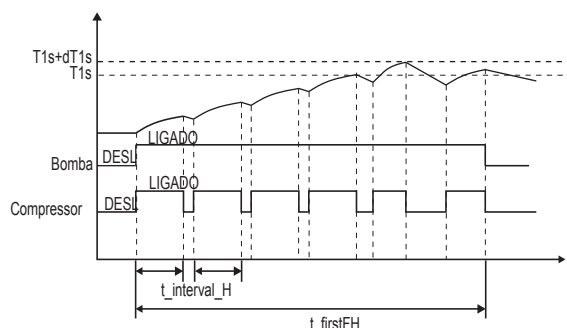 T1s+dT1s
T1s
LIGADO
Bomba
DESL
LIGADO
Compressor
DESL
t_interval_H
t_firstFH